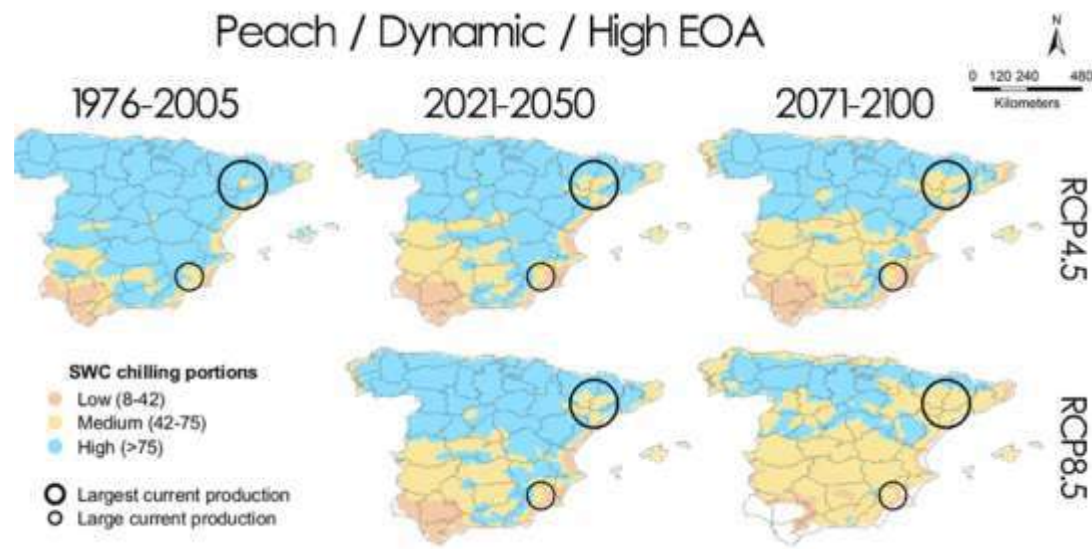 Peach / Dynamic / High EOA
N
0 120 240 480
Kilometers
1976-2005
2021-2050
2071-2100
RCP4.5
SWC chilling portions
Low (8-42)
Medium (42-75)
High (>75)
Largest current production
Large current production
RCP8.5